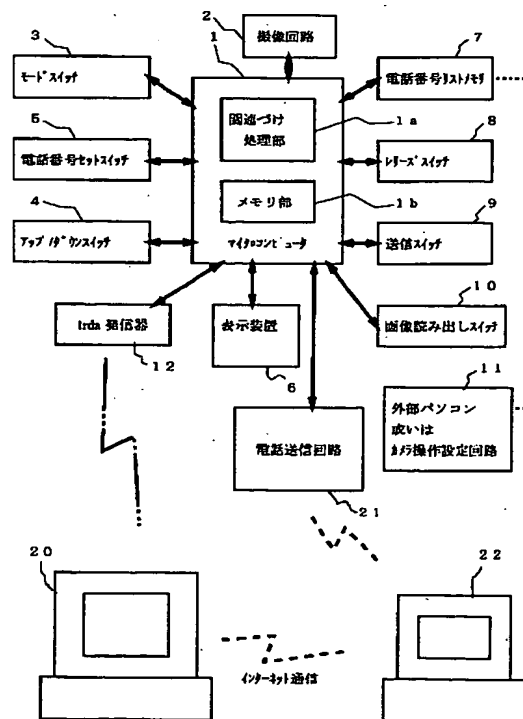 2
撮像回路
3
モードスイッチ
1
7
電話番号リストメモリ
関連づけ
処理部
1a
5
電話番号セットスイッチ
8
レリーズスイッチ
メモリ部
1b
マイクロコンピュータ
4
アップ/ダウンスイッチ
9
送信スイッチ
Irda 発信器
12
表示装置
6
10
画像読み出しスイッチ
11
外部パソコン
或いは
カメラ操作設定回路
電話送信回路
21
20
22
インターネット通信